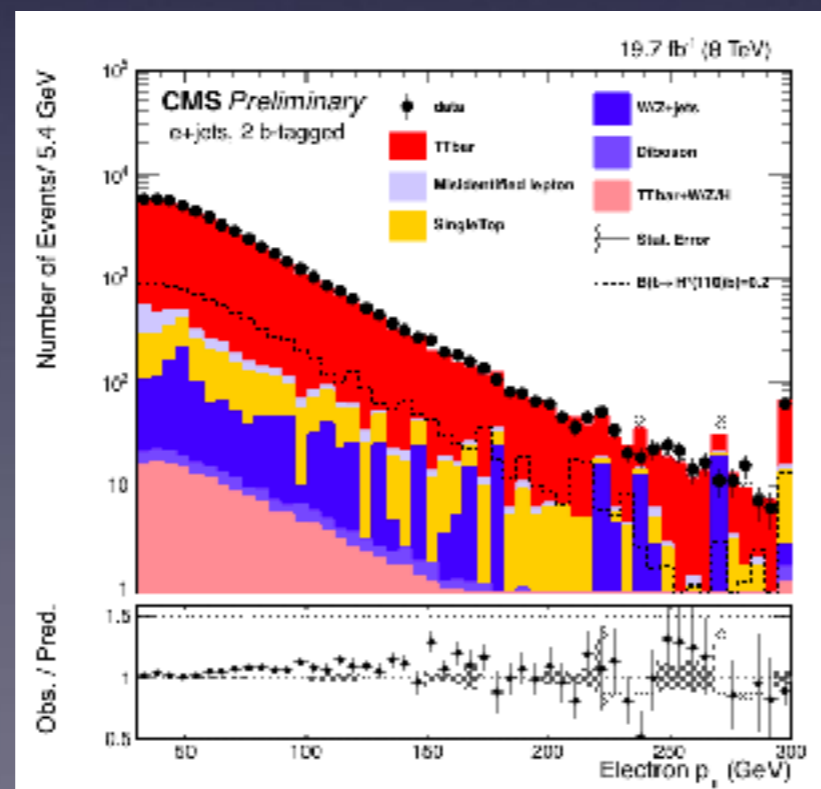 19.7 fb⁻¹ (8 TeV)
Number of Events/ 5.4 GeV
10⁵
10⁴
10³
10²
10
1
CMS Preliminary
e+jets, 2 b-tagged
data
TTbar
Misidentified lepton
SingleTop
W/Z+jets
Diboson
TTbar+W/Z/H
Stat. Error
Obs. / Pred.
1.5
1
0.5
50 100 150 200 250 300
Electron p_T (GeV)